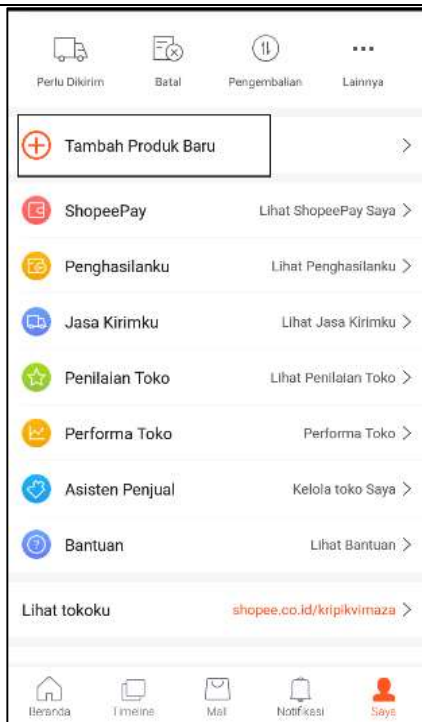 Perlu Dikirim Batal Pengembalian Lainnya
Tambah Produk Baru
ShopeePay Lihat ShopeePay Saya
Penghasilanku Lihat Penghasilanku
Jasa Kirimku Lihat Jasa Kirimku
Penilaian Toko Lihat Penilaian Toko
Performa Toko Performa Toko
Asisten Penjual Kelola toko Saya
Bantuan Lihat Bantuan
Lihat tokoku shopee.co.id/kripikvirnaza
Beranda Timeline Mall Notifikasi Saya